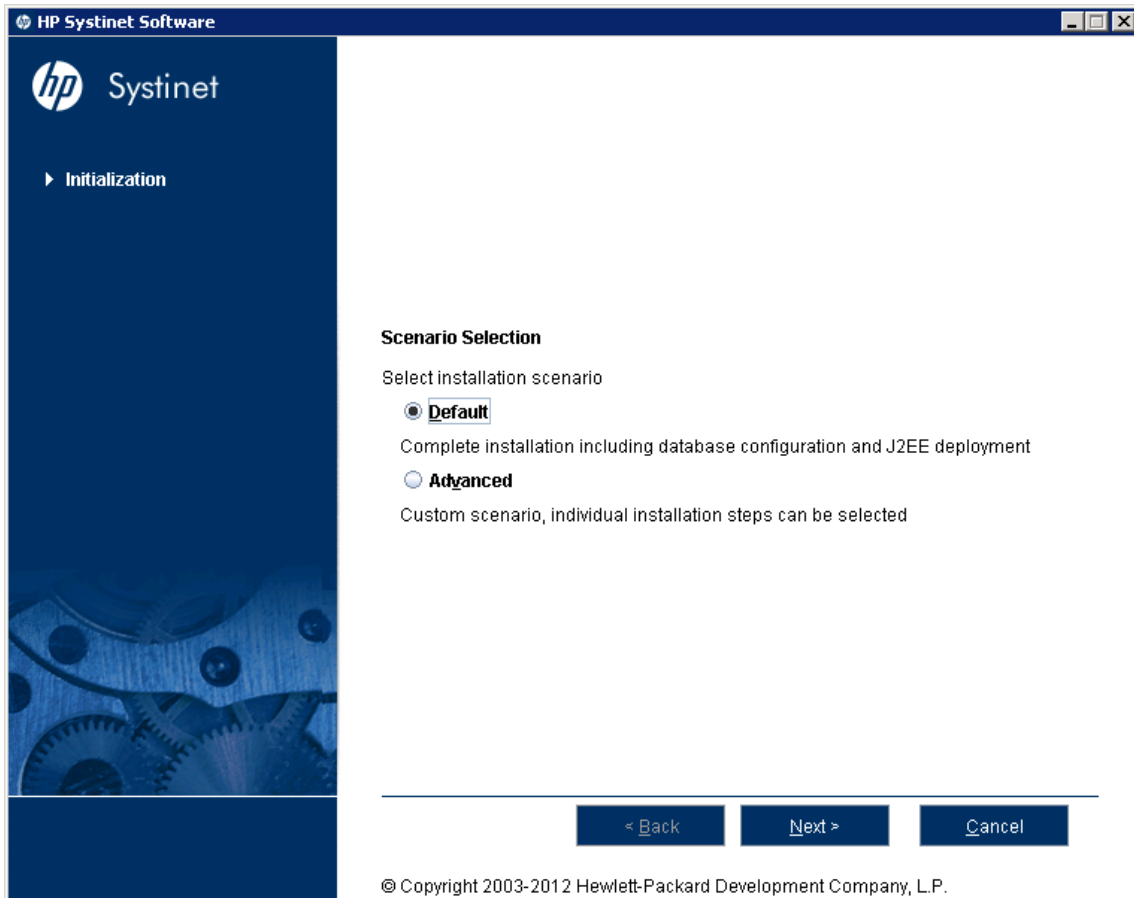 HP Systinet Software
hp Systinet
Initialization
Scenario Selection
Select installation scenario
Default
Complete installation including database configuration and J2EE deployment
Advanced
Custom scenario, individual installation steps can be selected
< Back Next > Cancel
© Copyright 2003-2012 Hewlett-Packard Development Company, L.P.